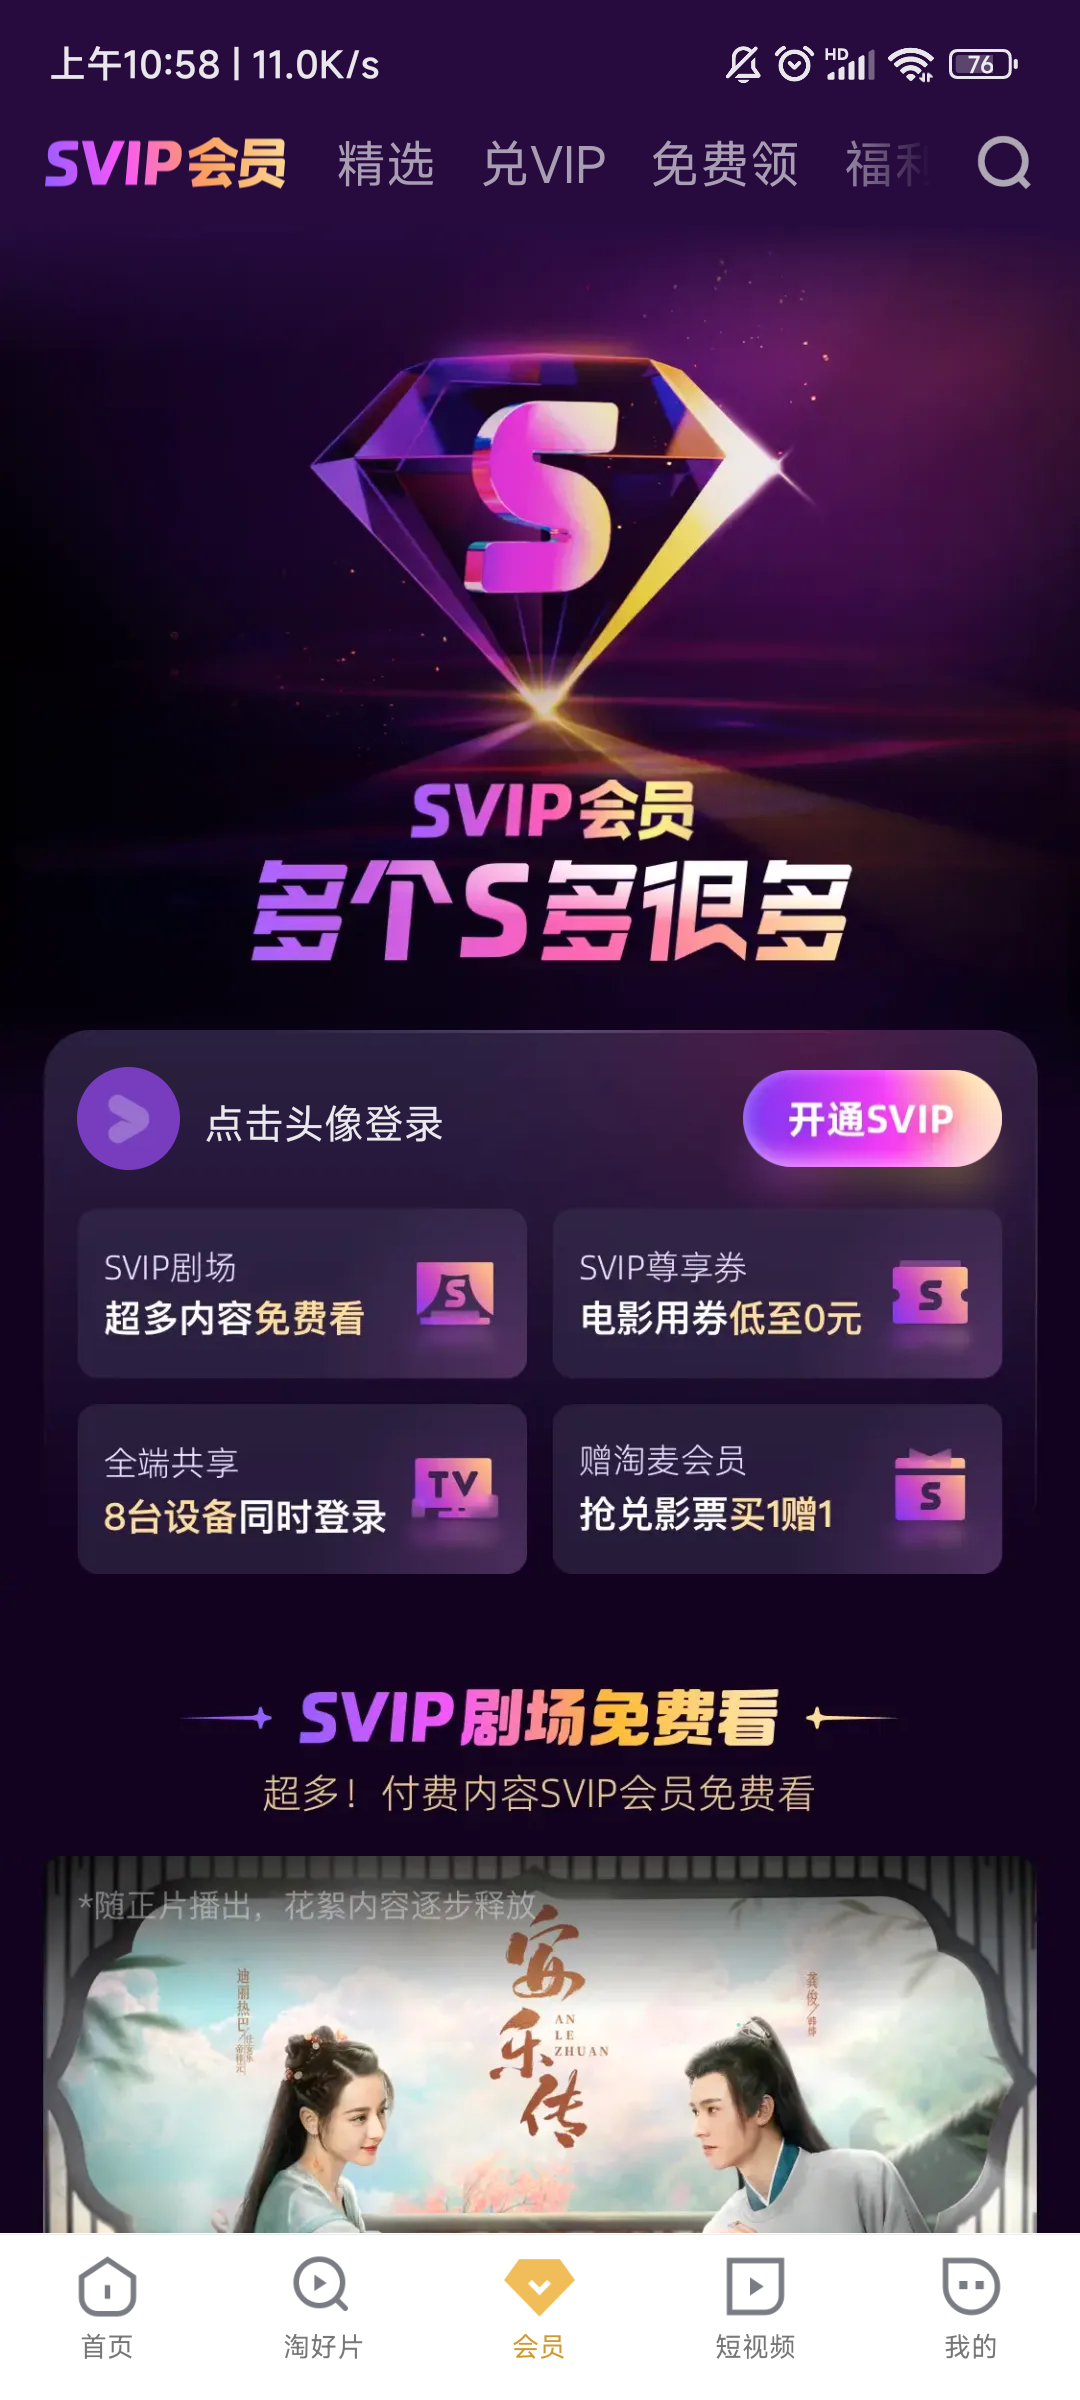 上午10:58 | 11.0K/s
HD
76
SVIP会员 精选 兑VIP 免费领 福利
S
SVIP会员
多个S多很多
点击头像登录
开通SVIP
SVIP剧场
超多内容免费看
S
SVIP尊享券
电影用券低至0元
S
全端共享
8台设备同时登录
TV
赠淘麦会员
抢兑影票买1赠1
S
SVIP剧场免费看
超多！付费内容SVIP会员免费看
*随正片播出，花絮内容逐步释放
安乐传
AN
LE
ZHUAN
迪丽热巴
龚俊
首页 淘好片 会员 短视频 我的